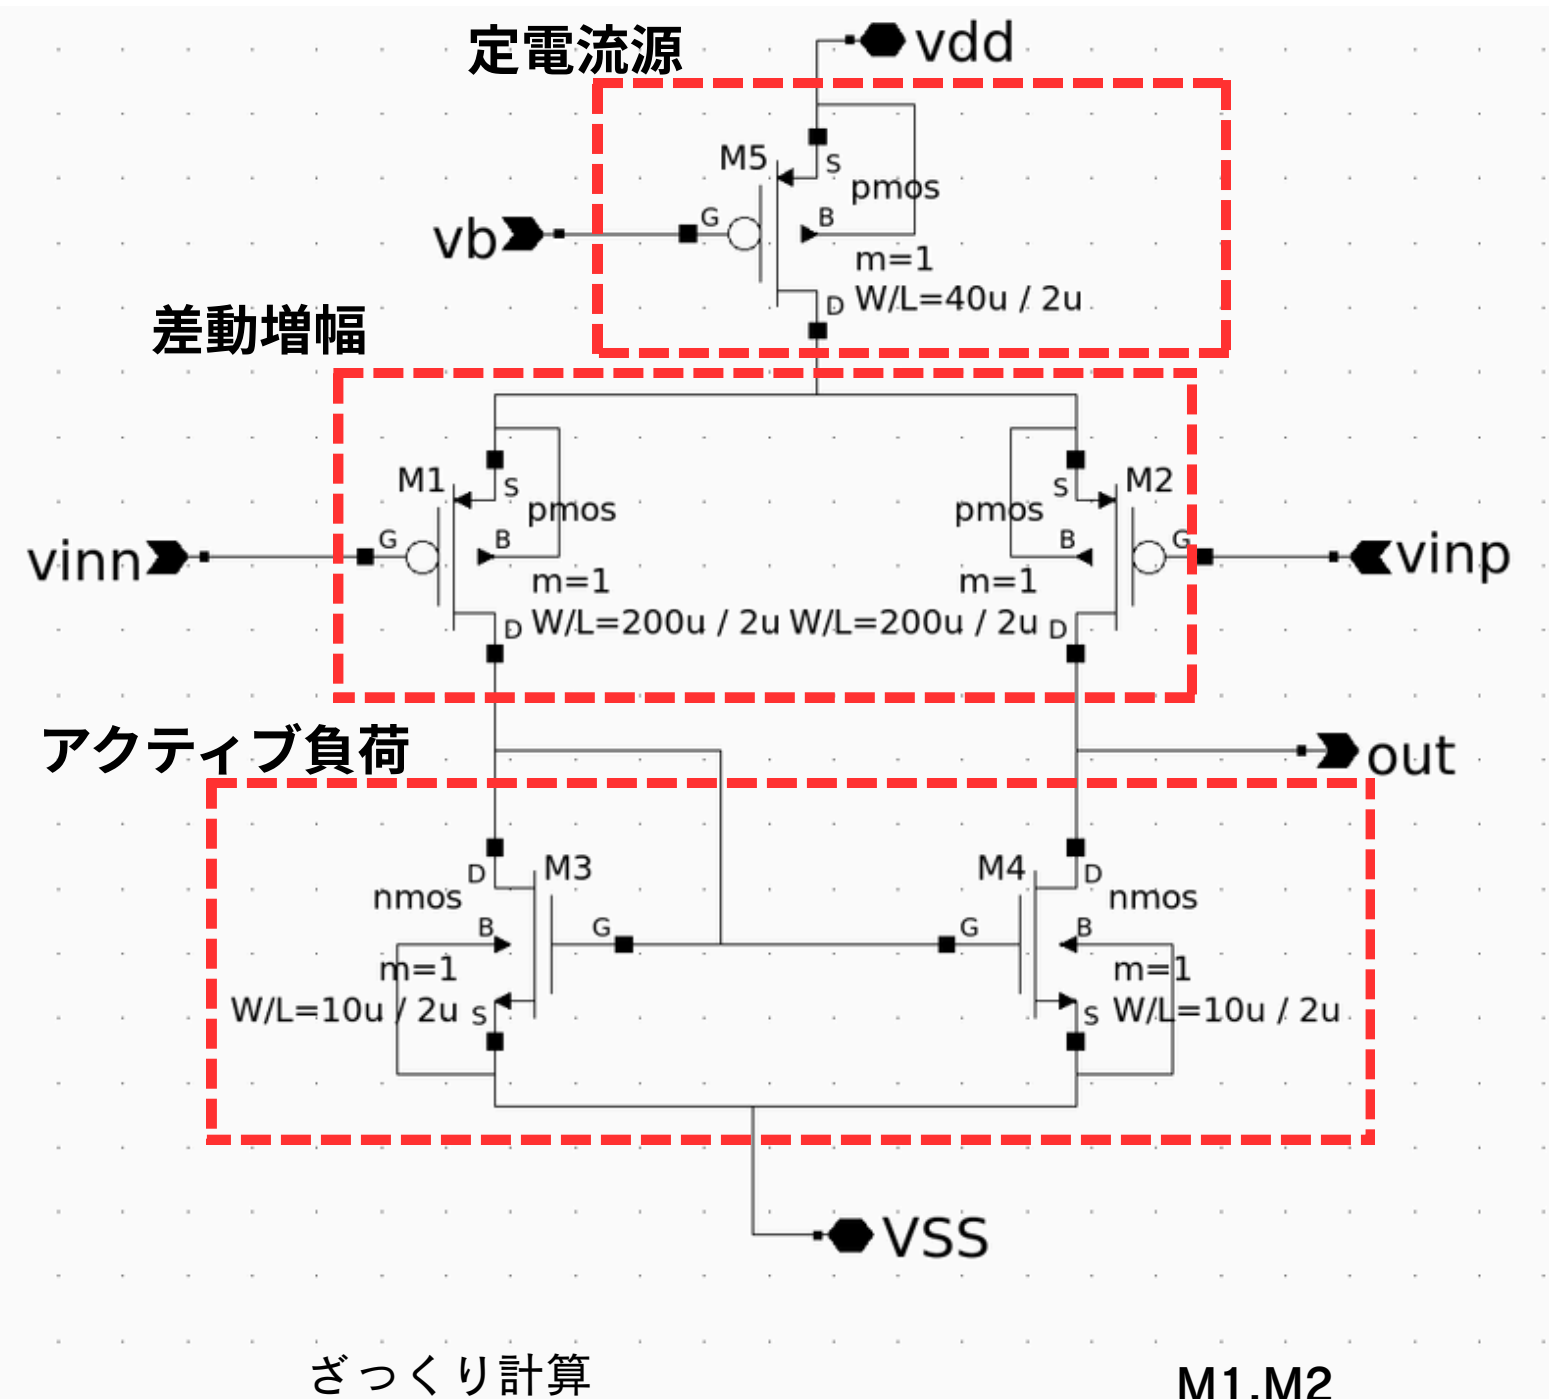 定電流源
vdd
M5
S
pmos
G
B
vb
m=1
D
W/L=40u / 2u
差動増幅
M1
S
pmos
G
B
vinn
m=1
D
W/L=200u / 2u
M2
S
pmos
B
G
vinp
m=1
W/L=200u / 2u
D
アクティブ負荷
out
D
M3
nmos
B
G
m=1
W/L=10u / 2u
S
M4
D
nmos
G
B
m=1
S
W/L=10u / 2u
VSS
ざっくり計算
M1,M2